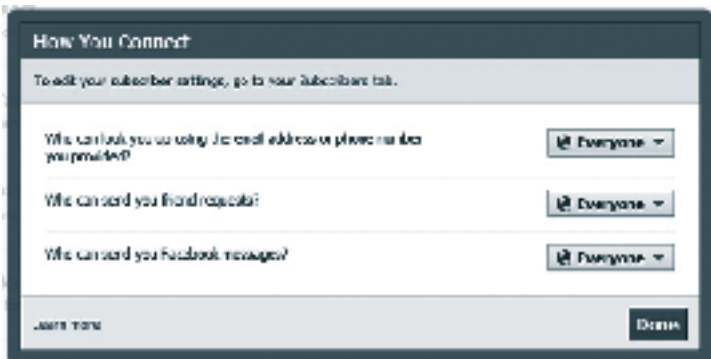 How You Connect
To edit your subscriber settings, go to your Subscribers tab.
Who can look you up using the email address or phone number
you provided?
Everyone
Who can send you friend requests?
Everyone
Who can send you Facebook messages?
Everyone
Learn more
Done